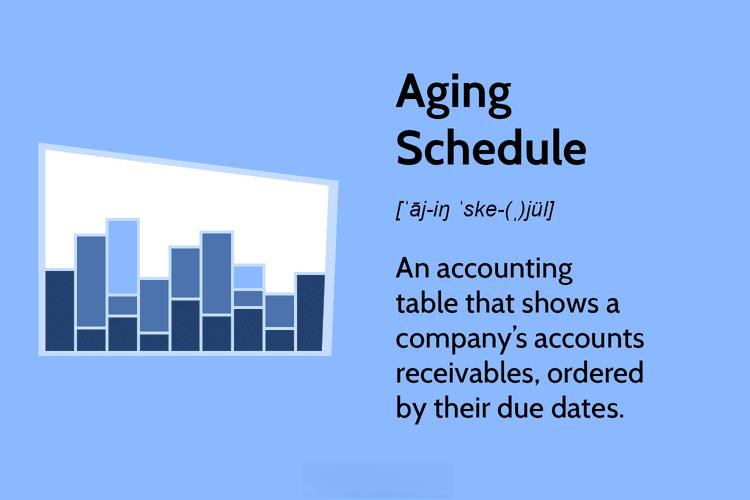 Aging
Schedule
[ˈāj-iŋ ˈske-(ˌ)jül]
An accounting
table that shows a
company’s accounts
receivables, ordered
by their due dates.